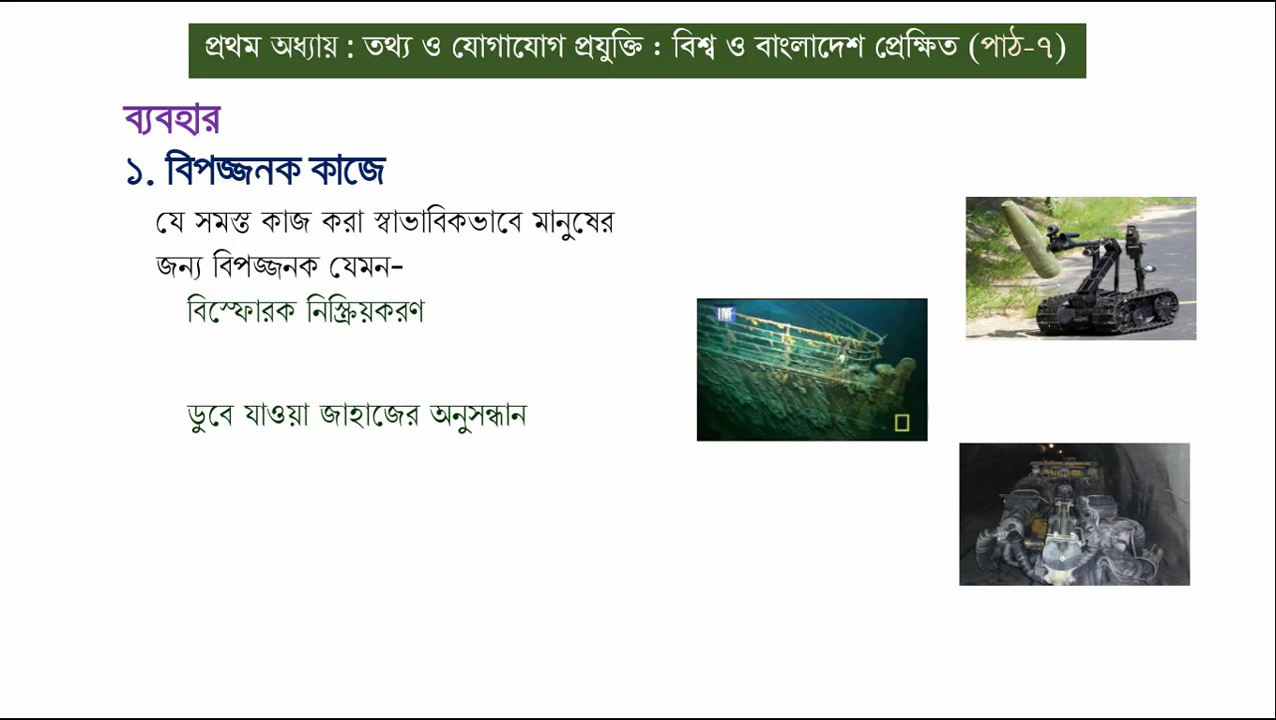 প্রথম অধ্যায় : তথ্য ও যোগাযোগ প্রযুক্তি : বিশ্ব ও বাংলাদেশ প্রেক্ষিত (পাঠ-৭)
ব্যবহার
১. বিপজ্জনক কাজে
যে সমস্ত কাজ করা স্বাভাবিকভাবে মানুষের
জন্য বিপজ্জনক যেমন-
বিস্ফোরক নিস্ক্রিয়করণ
LIVE
ডুবে যাওয়া জাহাজের অনুসন্ধান